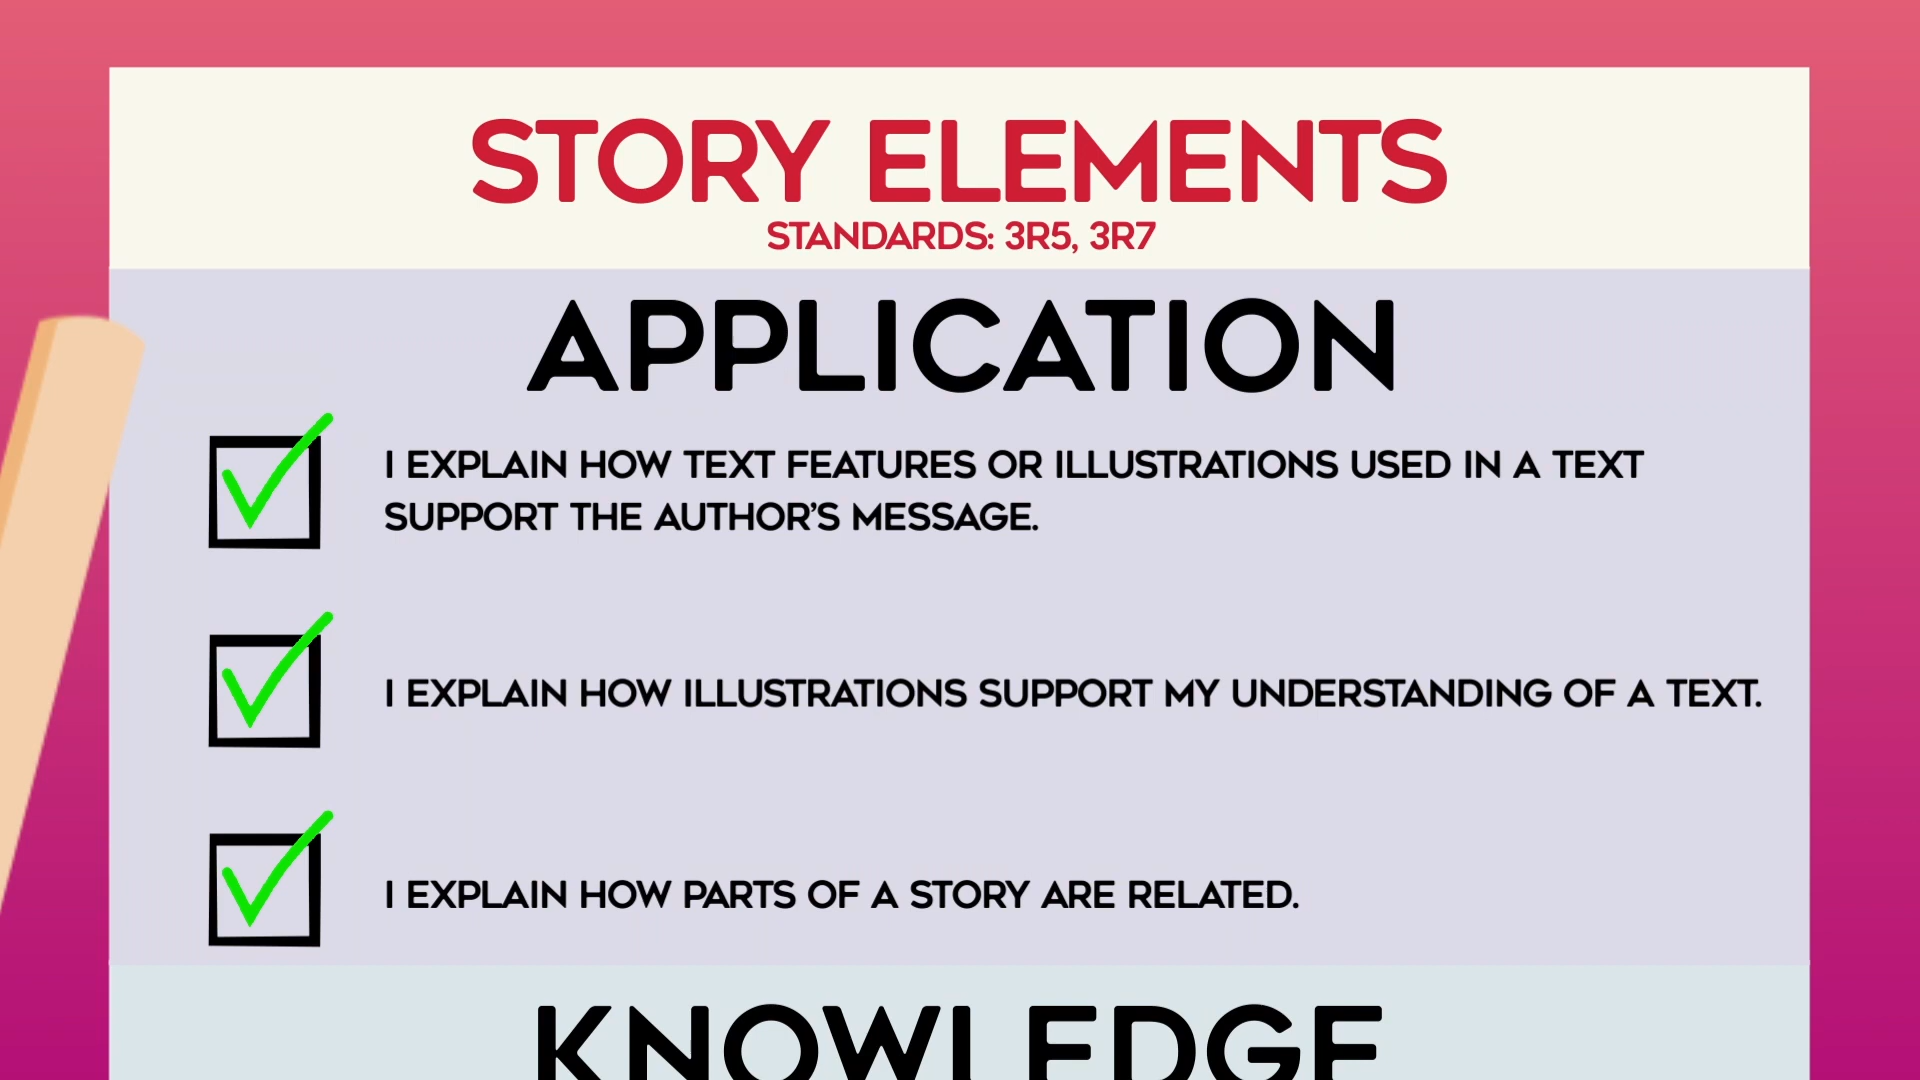 STORY ELEMENTS
STANDARDS: 3R5, 3R7
APPLICATION
I EXPLAIN HOW TEXT FEATURES OR ILLUSTRATIONS USED IN A TEXT
SUPPORT THE AUTHOR’S MESSAGE.
I EXPLAIN HOW ILLUSTRATIONS SUPPORT MY UNDERSTANDING OF A TEXT.
I EXPLAIN HOW PARTS OF A STORY ARE RELATED.
KNOWLEDGE